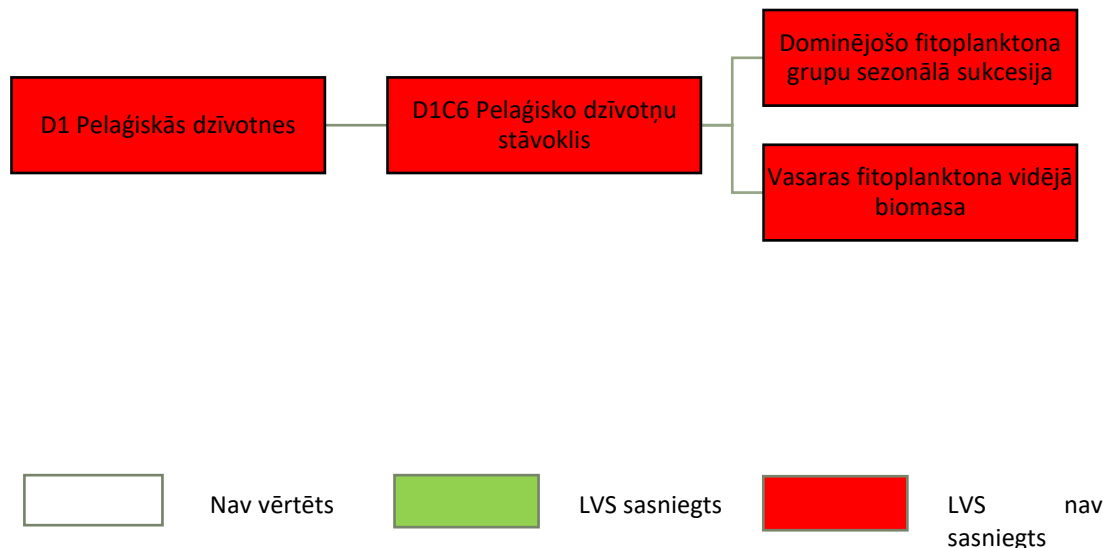 Dominējošo fitoplanktona
grupu sezonālā sukcesija
D1 Pelaģiskās dzīvotnes
D1C6 Pelaģisko dzīvotņu
stāvoklis
Vasaras fitoplanktona vidējā
biomasa
Nav vērtēts
LVS sasniegts
LVS nav
sasniegts